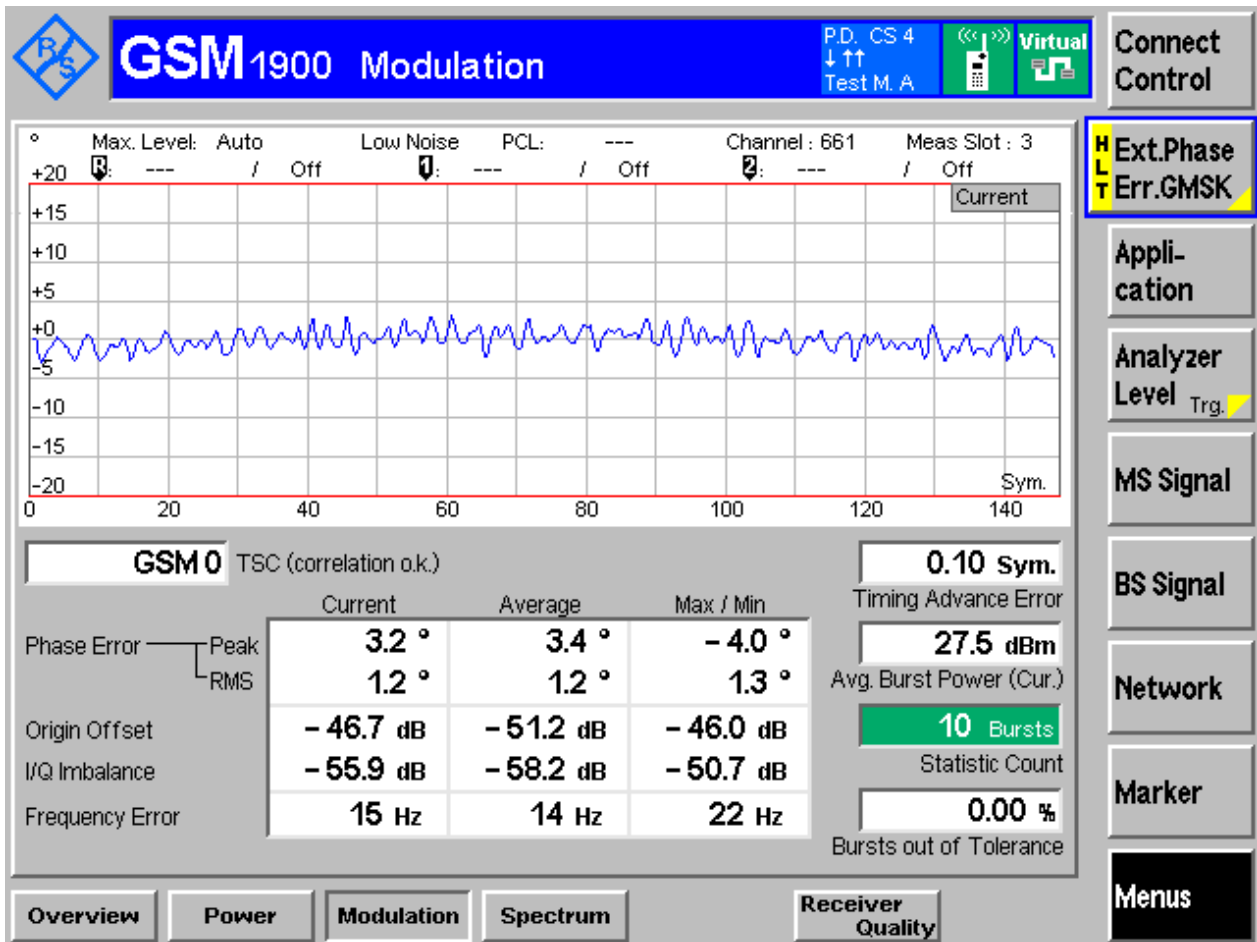 R/S GSM 1900 Modulation
P.D. CS 4
Test M. A
Virtual
Connect Control
° Max. Level: Auto Low Noise PCL: --- Channel : 661 Meas Slot : 3
R: --- / Off 1: --- / Off 2: --- / Off
Current
+20
+15
+10
+5
+0
-5
-10
-15
-20
Sym.
0 20 40 60 80 100 120 140
HLT Ext.Phase Err.GMSK
Appli-
cation
Analyzer
Level Trg.
MS Signal
BS Signal
Network
Marker
Menus
GSM 0 TSC (correlation o.k.)
Current Average Max / Min
Phase Error Peak 3.2 ° 3.4 ° – 4.0 °
RMS 1.2 ° 1.2 ° 1.3 °
Origin Offset – 46.7 dB – 51.2 dB – 46.0 dB
I/Q Imbalance – 55.9 dB – 58.2 dB – 50.7 dB
Frequency Error 15 Hz 14 Hz 22 Hz
0.10 Sym.
Timing Advance Error
27.5 dBm
Avg. Burst Power (Cur.)
10 Bursts
Statistic Count
0.00 %
Bursts out of Tolerance
Overview Power Modulation Spectrum Receiver Quality